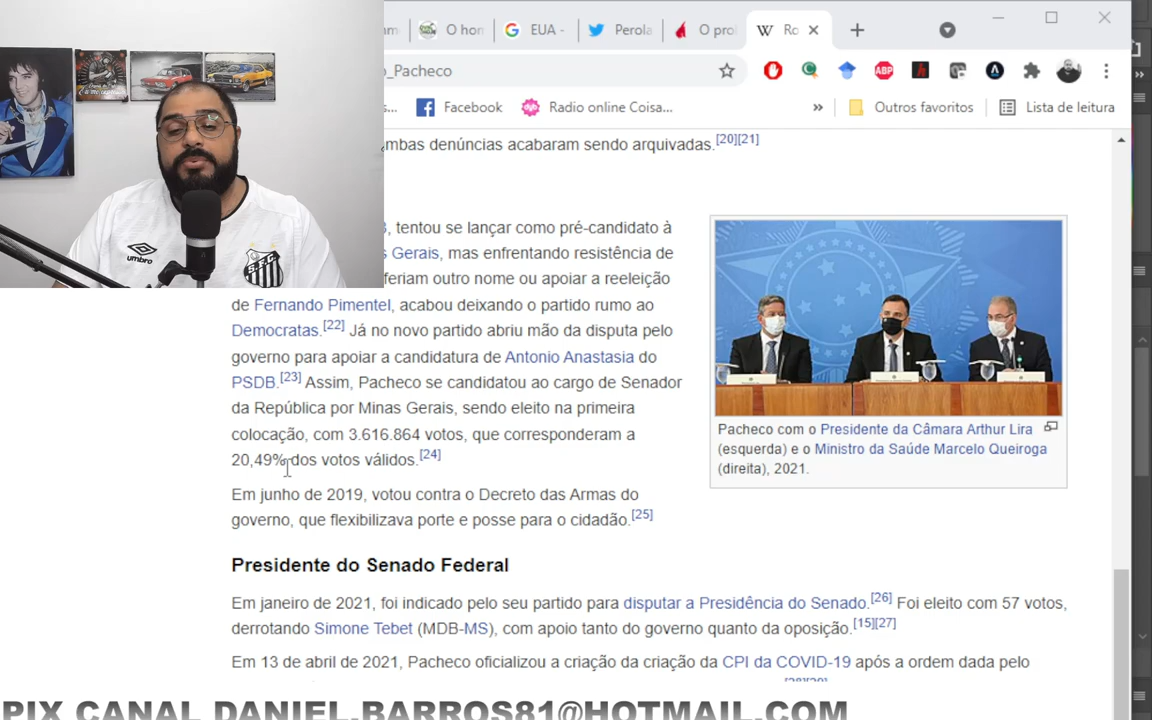 O hom
EUA -
Perola
O prol
Ro
_Pacheco
ABP
Facebook
Radio online Coisa...
»
Outros favoritos
Lista de leitura
mbas denúncias acabaram sendo arquivadas.[20][21]
, tentou se lançar como pré-candidato à
s Gerais, mas enfrentando resistência de
feriam outro nome ou apoiar a reeleição
de Fernando Pimentel, acabou deixando o partido rumo ao
Democratas.[22] Já no novo partido abriu mão da disputa pelo
governo para apoiar a candidatura de Antonio Anastasia do
PSDB.[23] Assim, Pacheco se candidatou ao cargo de Senador
da República por Minas Gerais, sendo eleito na primeira
colocação, com 3.616.864 votos, que corresponderam a
20,49% dos votos válidos.[24]
Em junho de 2019, votou contra o Decreto das Armas do
governo, que flexibilizava porte e posse para o cidadão.[25]
Pacheco com o Presidente da Câmara Arthur Lira
(esquerda) e o Ministro da Saúde Marcelo Queiroga
(direita), 2021.
Presidente do Senado Federal
Em janeiro de 2021, foi indicado pelo seu partido para disputar a Presidência do Senado.[26] Foi eleito com 57 votos,
derrotando Simone Tebet (MDB-MS), com apoio tanto do governo quanto da oposição.[15][27]
Em 13 de abril de 2021, Pacheco oficializou a criação da criação da CPI da COVID-19 após a ordem dada pelo
umbro
S.F.C.
PIX CANAL DANIEL.BARROS81@HOTMAIL.COM